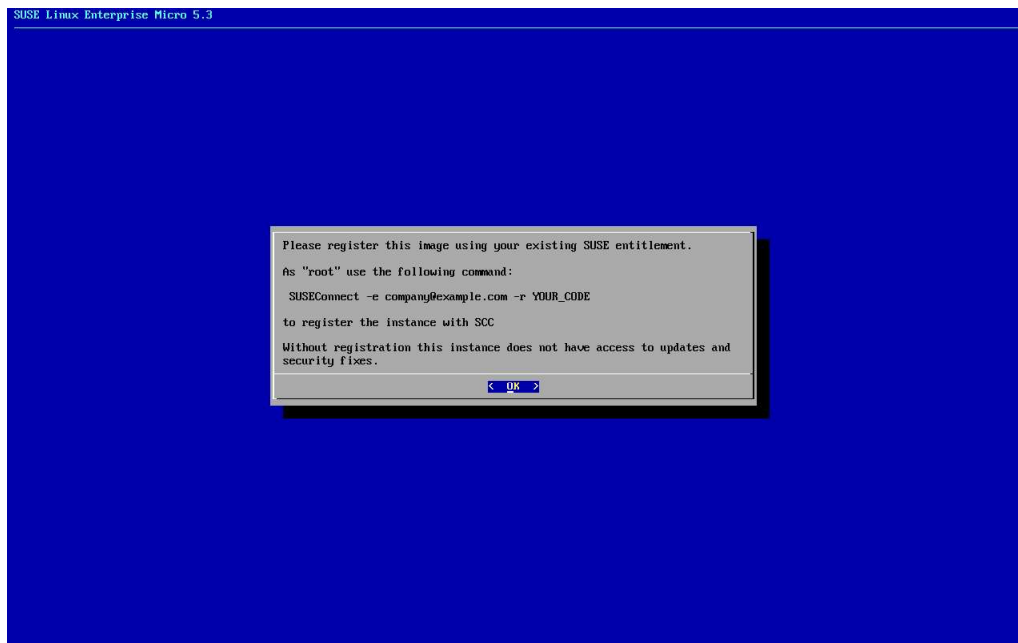 SUSE Linux Enterprise Micro 5.3
Please register this image using your existing SUSE entitlement.
As "root" use the following command:
SUSEConnect -e company@example.com -r YOUR_CODE
to register the instance with SCC
Without registration this instance does not have access to updates and
security fixes.
< OK >